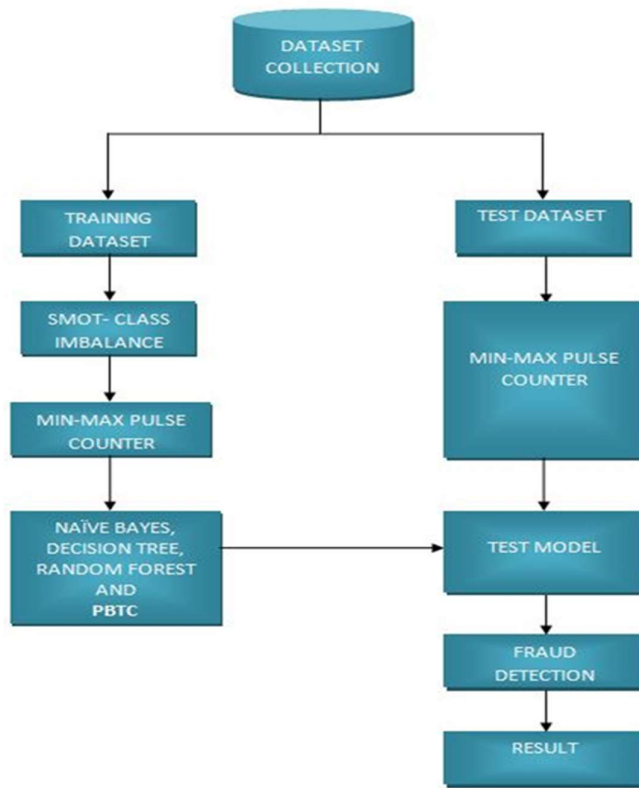 DATASET
COLLECTION
TRAINING
DATASET
TEST DATASET
SMOT- CLASS
IMBALANCE
MIN-MAX PULSE
COUNTER
MIN-MAX PULSE
COUNTER
NAÏVE BAYES,
DECISION TREE,
RANDOM FOREST
AND
PBTC
TEST MODEL
FRAUD
DETECTION
RESULT